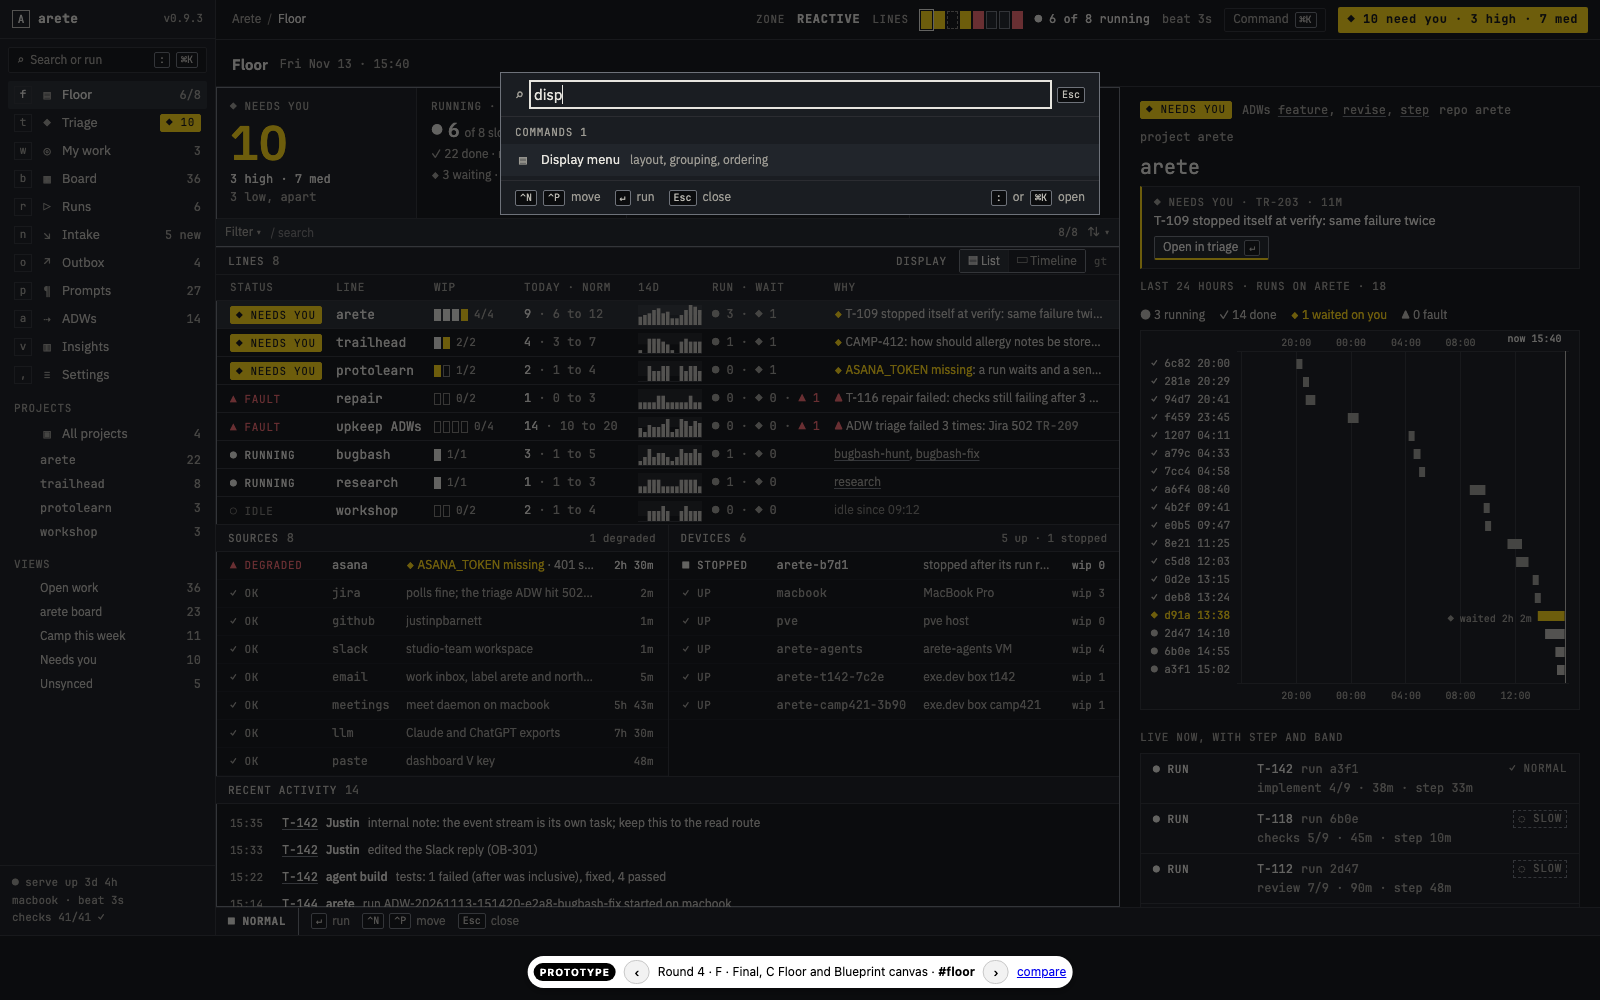 A arete v0.9.3
Arete / Floor
ZONE REACTIVE LINES 6 of 8 running beat 3s Command ⌘K ◆ 10 need you · 3 high · 7 med
Search or run : ⌘K
f Floor 6/8
t Triage ◆ 10
w My work 3
b Board 36
r Runs 6
n Intake 5 new
o Outbox 4
p Prompts 27
a ADWs 14
v Insights
, Settings
PROJECTS
All projects 4
arete 22
trailhead 8
protolearn 3
workshop 3
VIEWS
Open work 36
arete board 23
Camp this week 11
Needs you 10
Unsynced 5
● serve up 3d 4h
macbook · beat 3s
checks 41/41 ✓
Floor Fri Nov 13 · 15:40
◆ NEEDS YOU
10
3 high · 7 med
3 low, apart
RUNNING ·
● 6 of 8
✓ 22 done ·
◆ 3 waiting ·
disp Esc
COMMANDS 1
Display menu layout, grouping, ordering
^N ^P move ↵ run Esc close : or ⌘K open
Filter ▾ / search 8/8 ⇅ ▾
LINES 8 DISPLAY List Timeline gt
STATUS LINE WIP TODAY · NORM 14D RUN · WAIT WHY
◆ NEEDS YOU arete 4/4 9 · 6 to 12 ● 3 · ◆ 1 ◆ T-109 stopped itself at verify: same failure twi…
◆ NEEDS YOU trailhead 2/2 4 · 3 to 7 ● 1 · ◆ 1 ◆ CAMP-412: how should allergy notes be store…
◆ NEEDS YOU protolearn 1/2 2 · 1 to 4 ● 0 · ◆ 1 ◆ ASANA_TOKEN missing: a run waits and a sen…
▲ FAULT repair 0/2 1 · 0 to 3 ● 0 · ◆ 0 · ▲ 1 ▲ T-116 repair failed: checks still failing after 3 …
▲ FAULT upkeep ADWs 0/4 14 · 10 to 20 ● 0 · ◆ 0 · ▲ 1 ▲ ADW triage failed 3 times: Jira 502 TR-209
● RUNNING bugbash 1/1 3 · 1 to 5 ● 1 · ◆ 0 bugbash-hunt, bugbash-fix
● RUNNING research 1/1 1 · 1 to 3 ● 1 · ◆ 0 research
○ IDLE workshop 0/2 2 · 1 to 4 ● 0 · ◆ 0 idle since 09:12
SOURCES 8 1 degraded
▲ DEGRADED asana ◆ ASANA_TOKEN missing · 401 s… 2h 30m
✓ OK jira polls fine; the triage ADW hit 502… 2m
✓ OK github justinpbarnett 1m
✓ OK slack studio-team workspace 1m
✓ OK email work inbox, label arete and north… 5m
✓ OK meetings meet daemon on macbook 5h 43m
✓ OK llm Claude and ChatGPT exports 7h 30m
✓ OK paste dashboard V key 48m
DEVICES 6 5 up · 1 stopped
■ STOPPED arete-b7d1 stopped after its run r… wip 0
✓ UP macbook MacBook Pro wip 3
✓ UP pve pve host wip 0
✓ UP arete-agents arete-agents VM wip 4
✓ UP arete-t142-7c2e exe.dev box t142 wip 1
✓ UP arete-camp421-3b90 exe.dev box camp421 wip 1
RECENT ACTIVITY 14
15:35 T-142 Justin internal note: the event stream is its own task; keep this to the read route
15:33 T-142 Justin edited the Slack reply (OB-301)
15:22 T-142 agent build tests: 1 failed (after was inclusive), fixed, 4 passed
15:14 T-144 arete run ADW-20261113-151420-e2a8-bugbash-fix started on macbook
■ NORMAL ↵ run ^N ^P move Esc close
◆ NEEDS YOU ADWs feature, revise, step repo arete
project arete
arete
◆ NEEDS YOU · TR-203 · 11M
T-109 stopped itself at verify: same failure twice
Open in triage ↵
LAST 24 HOURS · RUNS ON ARETE · 18
● 3 running ✓ 14 done ◆ 1 waited on you ▲ 0 fault
20:00 00:00 04:00 08:00 now 15:40
✓ 6c82 20:00
✓ 281e 20:29
✓ 94d7 20:41
✓ f459 23:45
✓ 1207 04:11
✓ a79c 04:33
✓ 7cc4 04:58
✓ a6f4 08:40
✓ 4b2f 09:41
✓ e0b5 09:47
✓ 8e21 11:25
✓ c5d8 12:03
✓ 0d2e 13:15
✓ deb8 13:24
◆ d91a 13:38 ◆ waited 2h 2m
● 2d47 14:10
● 6b0e 14:55
● a3f1 15:02
20:00 00:00 04:00 08:00 12:00
LIVE NOW, WITH STEP AND BAND
● RUN T-142 run a3f1 ✓ NORMAL
implement 4/9 · 38m · step 33m
● RUN T-118 run 6b0e ○ SLOW
checks 5/9 · 45m · step 10m
● RUN T-112 run 2d47 ○ SLOW
review 7/9 · 90m · step 48m
PROTOTYPE ‹ Round 4 · F · Final, C Floor and Blueprint canvas · #floor › compare